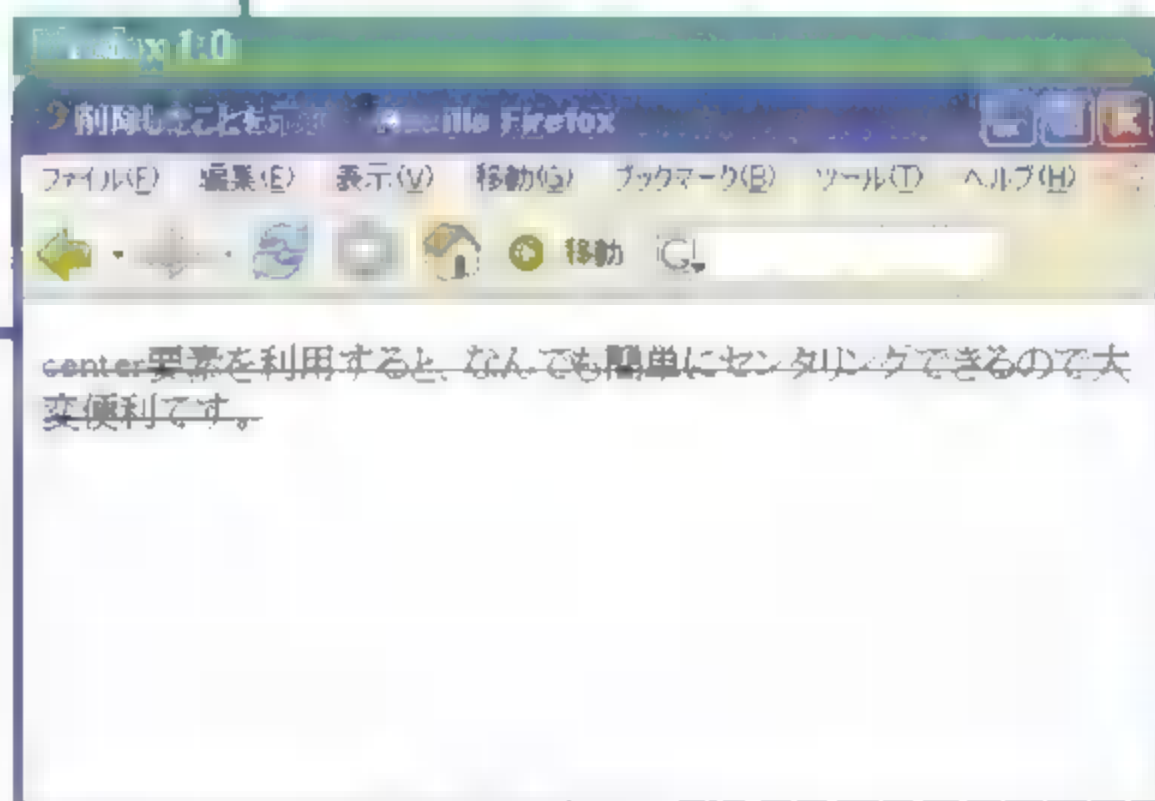 1.0
削除したことを示す Mozilla Firefox
ファイル(F) 編集(E) 表示(V) 移動(G) ブックマーク(B) ツール(T) ヘルプ(H)
移動 G
center要素を利用すると、なんでも簡単にセンタリングできるので大
変便利です。